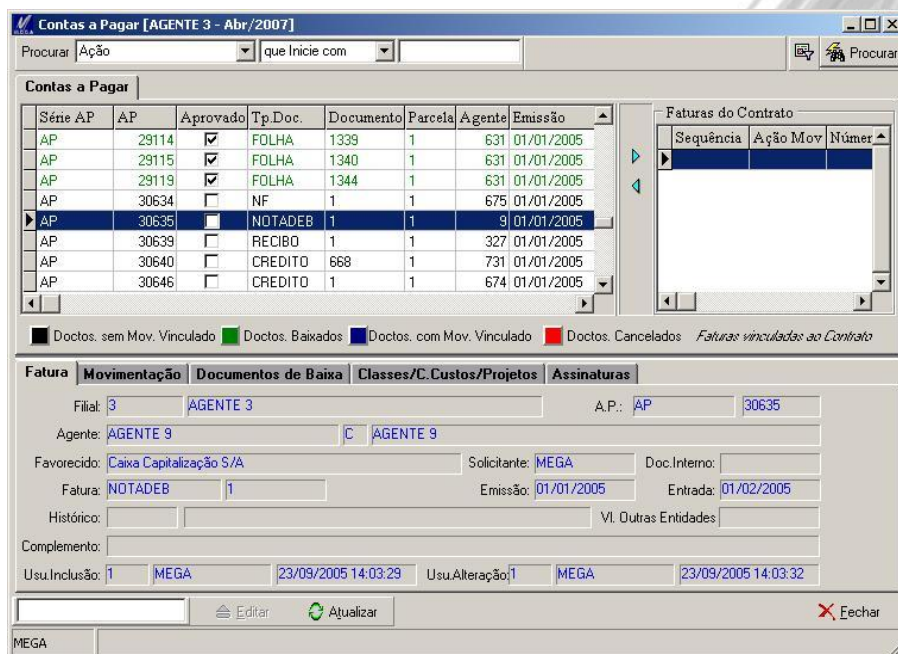 Contas a Pagar [AGENTE 3 - Abr/2007]
Procurar Ação que Inicie com Procurar
Contas a Pagar
Série AP AP Aprovado Tp.Doc. Documento Parcela Agente Emissão
AP 29114 FOLHA 1339 1 631 01/01/2005
AP 29115 FOLHA 1340 1 631 01/01/2005
AP 29119 FOLHA 1344 1 631 01/01/2005
AP 30634 NF 1 1 675 01/01/2005
AP 30635 NOTADEB 1 1 9 01/01/2005
AP 30639 RECIBO 1 1 327 01/01/2005
AP 30640 CREDITO 668 1 731 01/01/2005
AP 30646 CREDITO 1 1 674 01/01/2005
Faturas do Contrato
Sequência Ação Mov Númer
Doctos. sem Mov. Vinculado Doctos. Baixados Doctos. com Mov. Vinculado Doctos. Cancelados Faturas vinculadas ao Contrato
Fatura Movimentação Documentos de Baixa Classes/C.Custos/Projetos Assinaturas
Filial: 3 AGENTE 3 A.P.: AP 30635
Agente: AGENTE 9 C AGENTE 9
Favorecido: Caixa Capitalização S/A Solicitante: MEGA Doc.Interno:
Fatura: NOTADEB 1 Emissão: 01/01/2005 Entrada: 01/02/2005
Histórico: Vl. Outras Entidades
Complemento:
Usu.Inclusão: 1 MEGA 23/09/2005 14:03:29 Usu.Alteração: 1 MEGA 23/09/2005 14:03:32
Editar Atualizar Fechar
MEGA